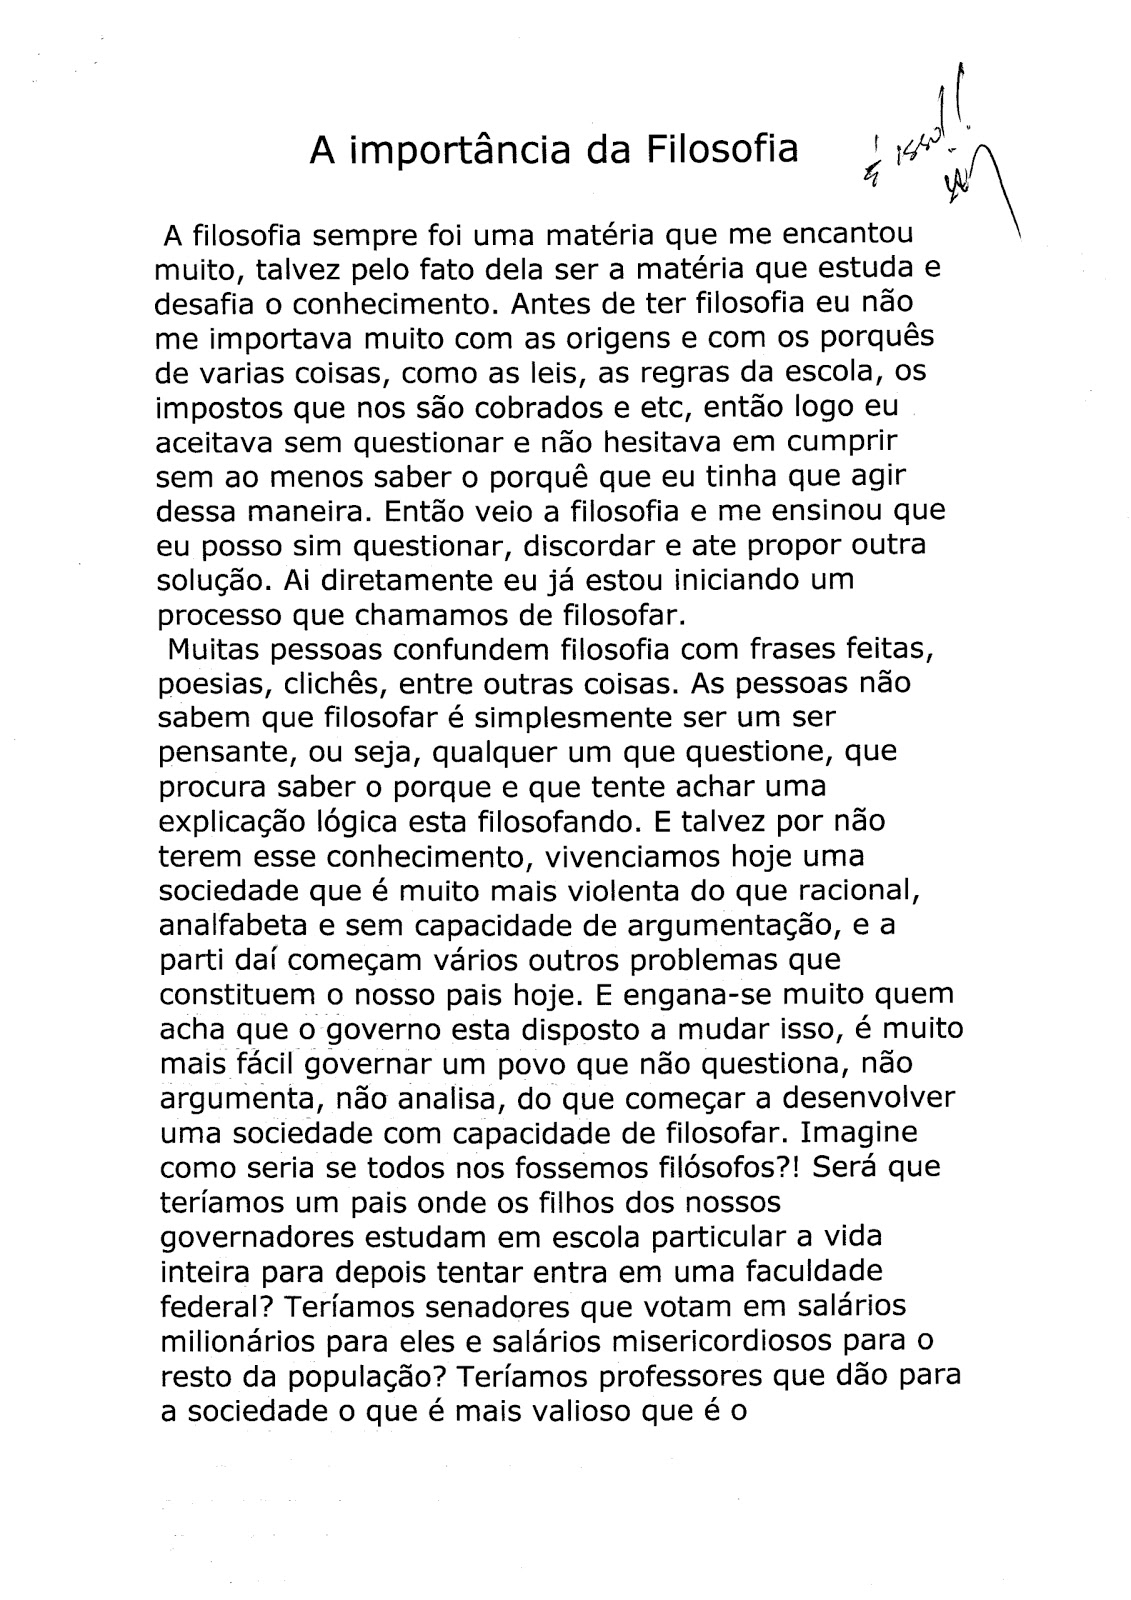 A importância da Filosofia
é isso!!
A filosofia sempre foi uma matéria que me encantou
muito, talvez pelo fato dela ser a matéria que estuda e
desafia o conhecimento. Antes de ter filosofia eu não
me importava muito com as origens e com os porquês
de varias coisas, como as leis, as regras da escola, os
impostos que nos são cobrados e etc, então logo eu
aceitava sem questionar e não hesitava em cumprir
sem ao menos saber o porquê que eu tinha que agir
dessa maneira. Então veio a filosofia e me ensinou que
eu posso sim questionar, discordar e ate propor outra
solução. Ai diretamente eu já estou iniciando um
processo que chamamos de filosofar.
Muitas pessoas confundem filosofia com frases feitas,
poesias, clichês, entre outras coisas. As pessoas não
sabem que filosofar é simplesmente ser um ser
pensante, ou seja, qualquer um que questione, que
procura saber o porque e que tente achar uma
explicação lógica esta filosofando. E talvez por não
terem esse conhecimento, vivenciamos hoje uma
sociedade que é muito mais violenta do que racional,
analfabeta e sem capacidade de argumentação, e a
parti daí começam vários outros problemas que
constituem o nosso pais hoje. E engana-se muito quem
acha que o governo esta disposto a mudar isso, é muito
mais fácil governar um povo que não questiona, não
argumenta, não analisa, do que começar a desenvolver
uma sociedade com capacidade de filosofar. Imagine
como seria se todos nos fossemos filósofos?! Será que
teríamos um pais onde os filhos dos nossos
governadores estudam em escola particular a vida
inteira para depois tentar entra em uma faculdade
federal? Teríamos senadores que votam em salários
milionários para eles e salários misericordiosos para o
resto da população? Teríamos professores que dão para
a sociedade o que é mais valioso que é o